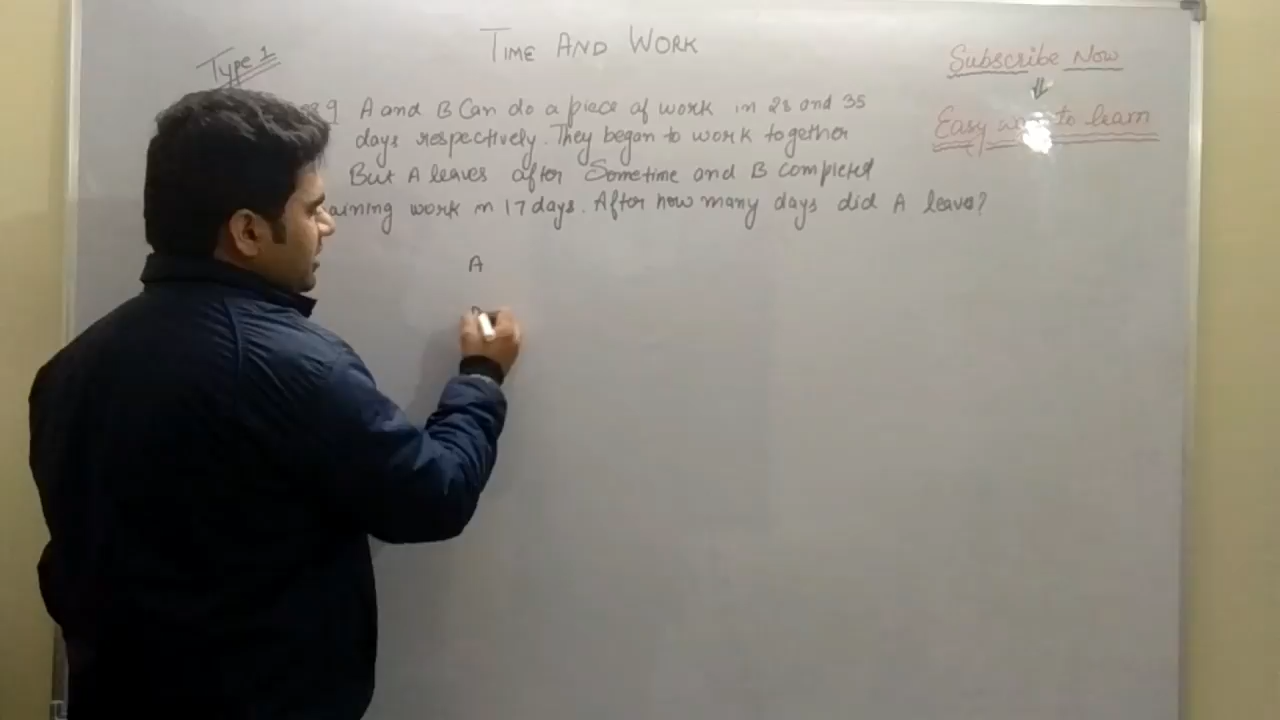 TIME AND WORK
Type 1
Subscribe Now
⇓
Easy way to learn
9 A and B Can do a piece of work in 28 and 35
days respectively. They began to work together
But A leaves after Sometime and B completed
aining work in 17 days. After how many days did A leave?
A